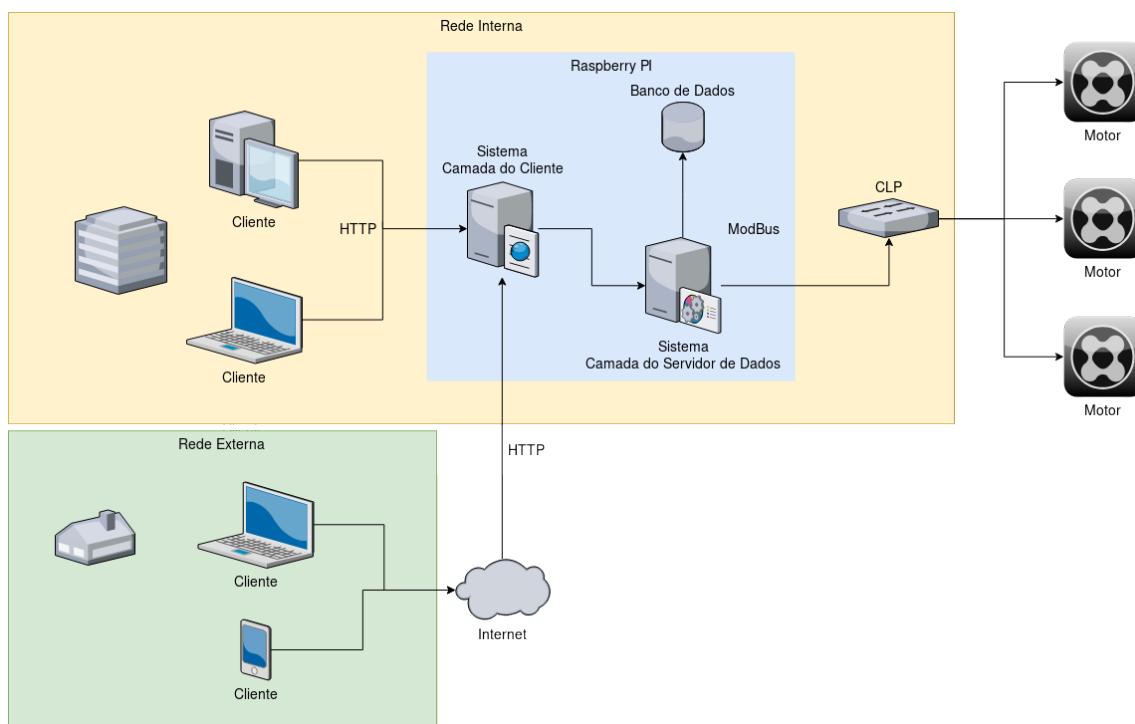 Rede Interna
Raspberry PI
Banco de Dados
Motor
Sistema
Camada do Cliente
CLP
Cliente
HTTP
ModBus
Motor
Sistema
Camada do Servidor de Dados
Cliente
Motor
Rede Externa
HTTP
Cliente
Internet
Cliente